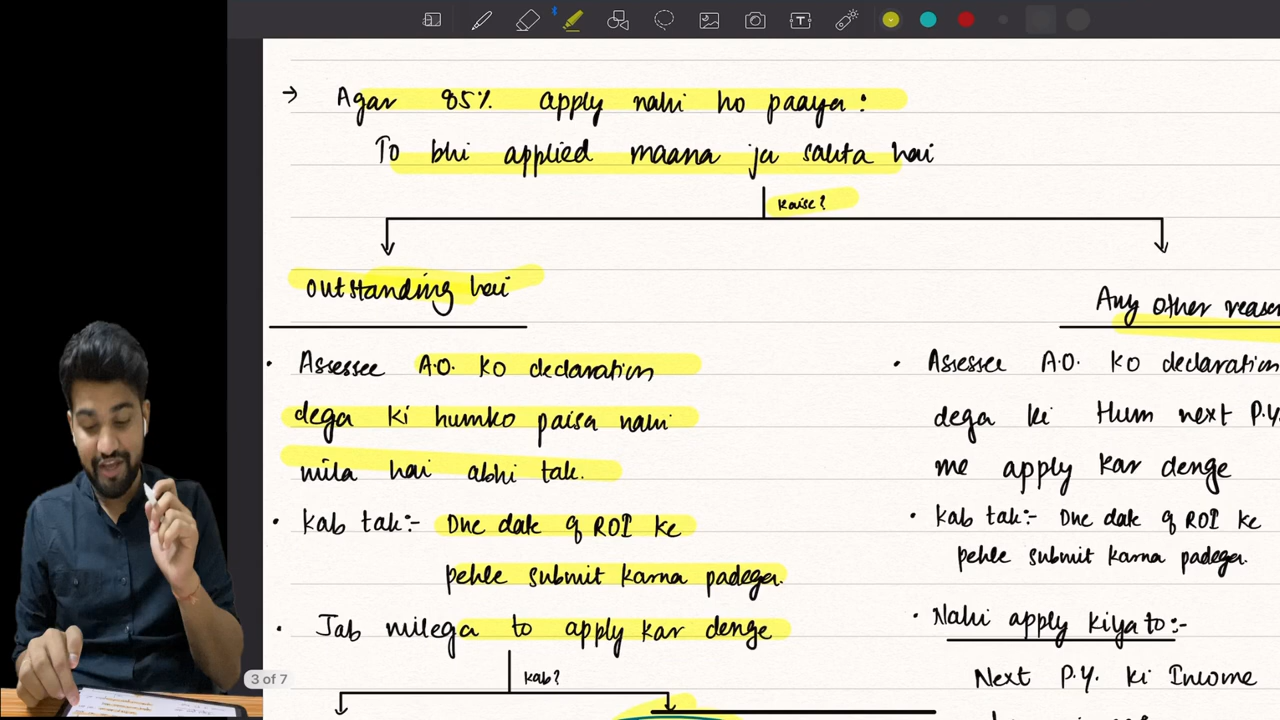 → Agar 85% apply nahi ho paaya :
To bhi applied maana ja sakta hai
Kaise?
Outstanding hai
• Assessee A.O. ko declaration
dega ki humko paisa nahi
mila hai abhi tak.
• Kab tak:- Due date of ROI ke
pehle submit karna padega.
• Jab milega to apply kar denge
Kab?
Any other reason
• Assessee A.O. ko declaration
dega ki Hum next P.Y.
me apply kar denge
• Kab tak:- Due date of ROI ke
pehle submit karna padega.
• Nahi apply kiya to:-
Next P.Y. ki Income
3 of 7